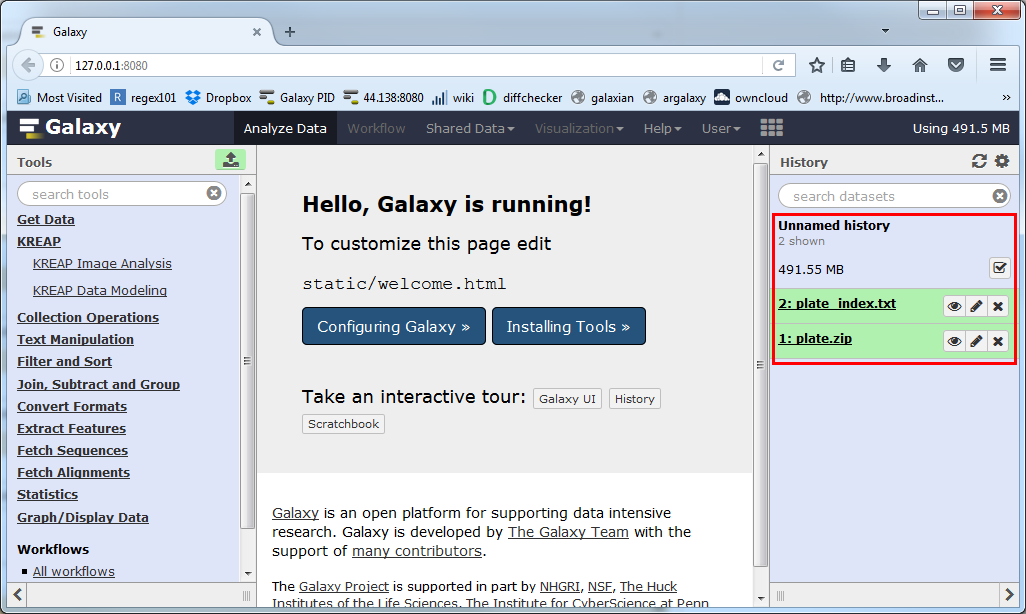 Galaxy
127.0.0.1:8080
Most Visited R regex101 Dropbox Galaxy PID 44.138:8080 wiki D diffchecker galaxian argalaxy owncloud http://www.broadinst... »
Galaxy Analyze Data Workflow Shared Data Visualization Help User Using 491.5 MB
Tools
search tools
Get Data
KREAP
KREAP Image Analysis
KREAP Data Modeling
Collection Operations
Text Manipulation
Filter and Sort
Join, Subtract and Group
Convert Formats
Extract Features
Fetch Sequences
Fetch Alignments
Statistics
Graph/Display Data
Workflows
All workflows
Hello, Galaxy is running!
To customize this page edit
static/welcome.html
Configuring Galaxy » Installing Tools »
Take an interactive tour: Galaxy UI History
Scratchbook
Galaxy is an open platform for supporting data intensive
research. Galaxy is developed by The Galaxy Team with the
support of many contributors.
The Galaxy Project is supported in part by NHGRI, NSF, The Huck
Institutes of the Life Sciences, The Institute for CyberScience at Penn
History
search datasets
Unnamed history
2 shown
491.55 MB
2: plate_index.txt
1: plate.zip